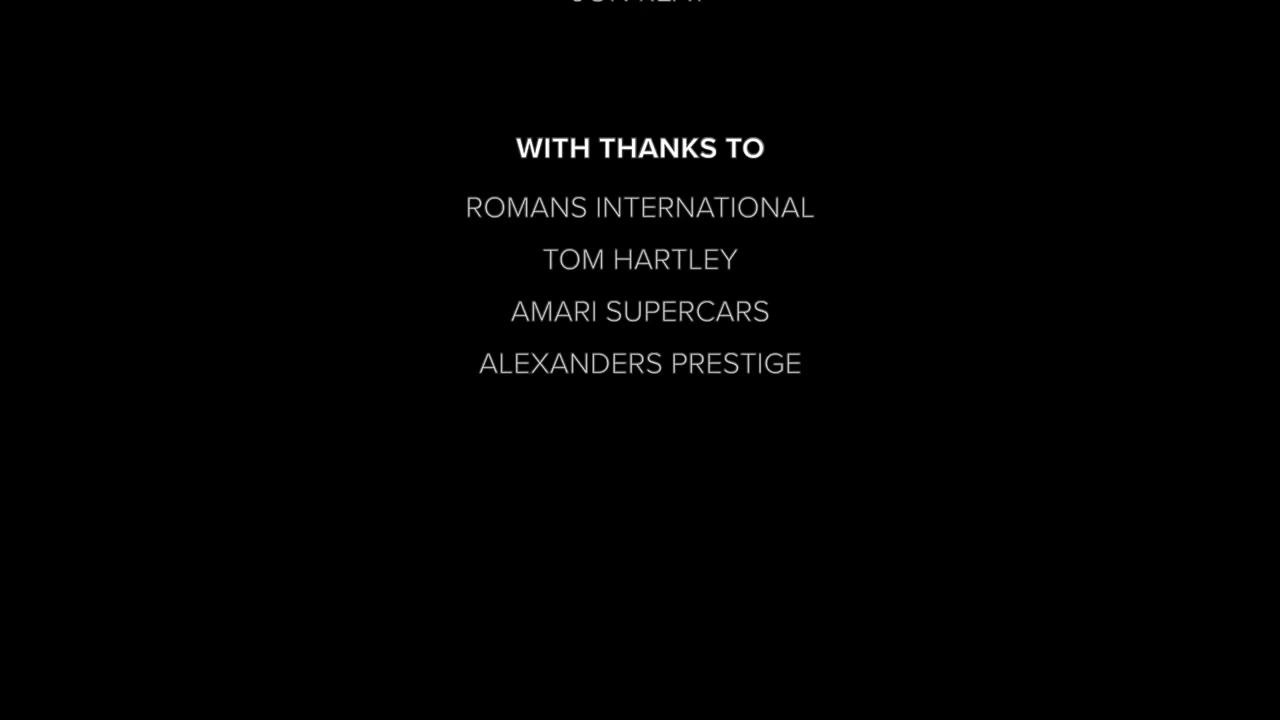 WITH THANKS TO
ROMANS INTERNATIONAL
TOM HARTLEY
AMARI SUPERCARS
ALEXANDERS PRESTIGE